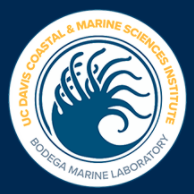 UC DAVIS COASTAL & MARINE SCIENCES INSTITUTE
BODEGA MARINE LABORATORY